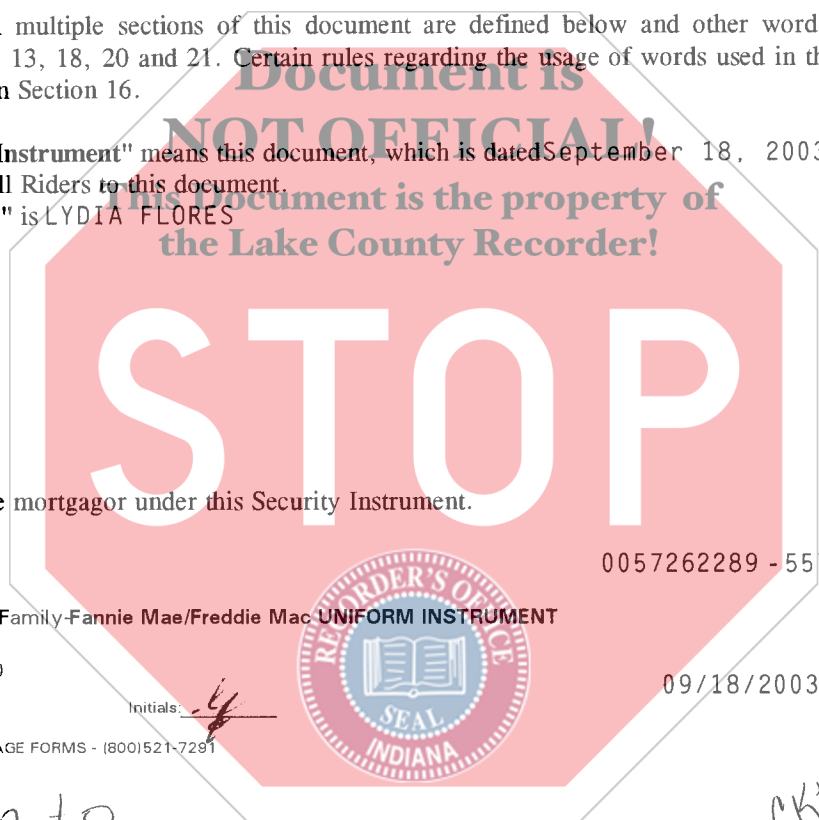 multiple sections of this document are defined below and other word
13, 18, 20 and 21. Certain rules regarding the usage of words used in th
n Section 16.
Document is
NOT OFFICIAL!
Instrument" means this document, which is dated September 18, 2003
ll Riders to this document.
This Document is the property of
" is LYDIA FLORES
the Lake County Recorder!
STOP
e mortgagor under this Security Instrument.
0057262289 - 55
Family-Fannie Mae/Freddie Mac UNIFORM INSTRUMENT
RECORDER'S OFFICE
SEAL
INDIANA
09/18/2003
Initials:
AGE FORMS - (800)521-7291
CK